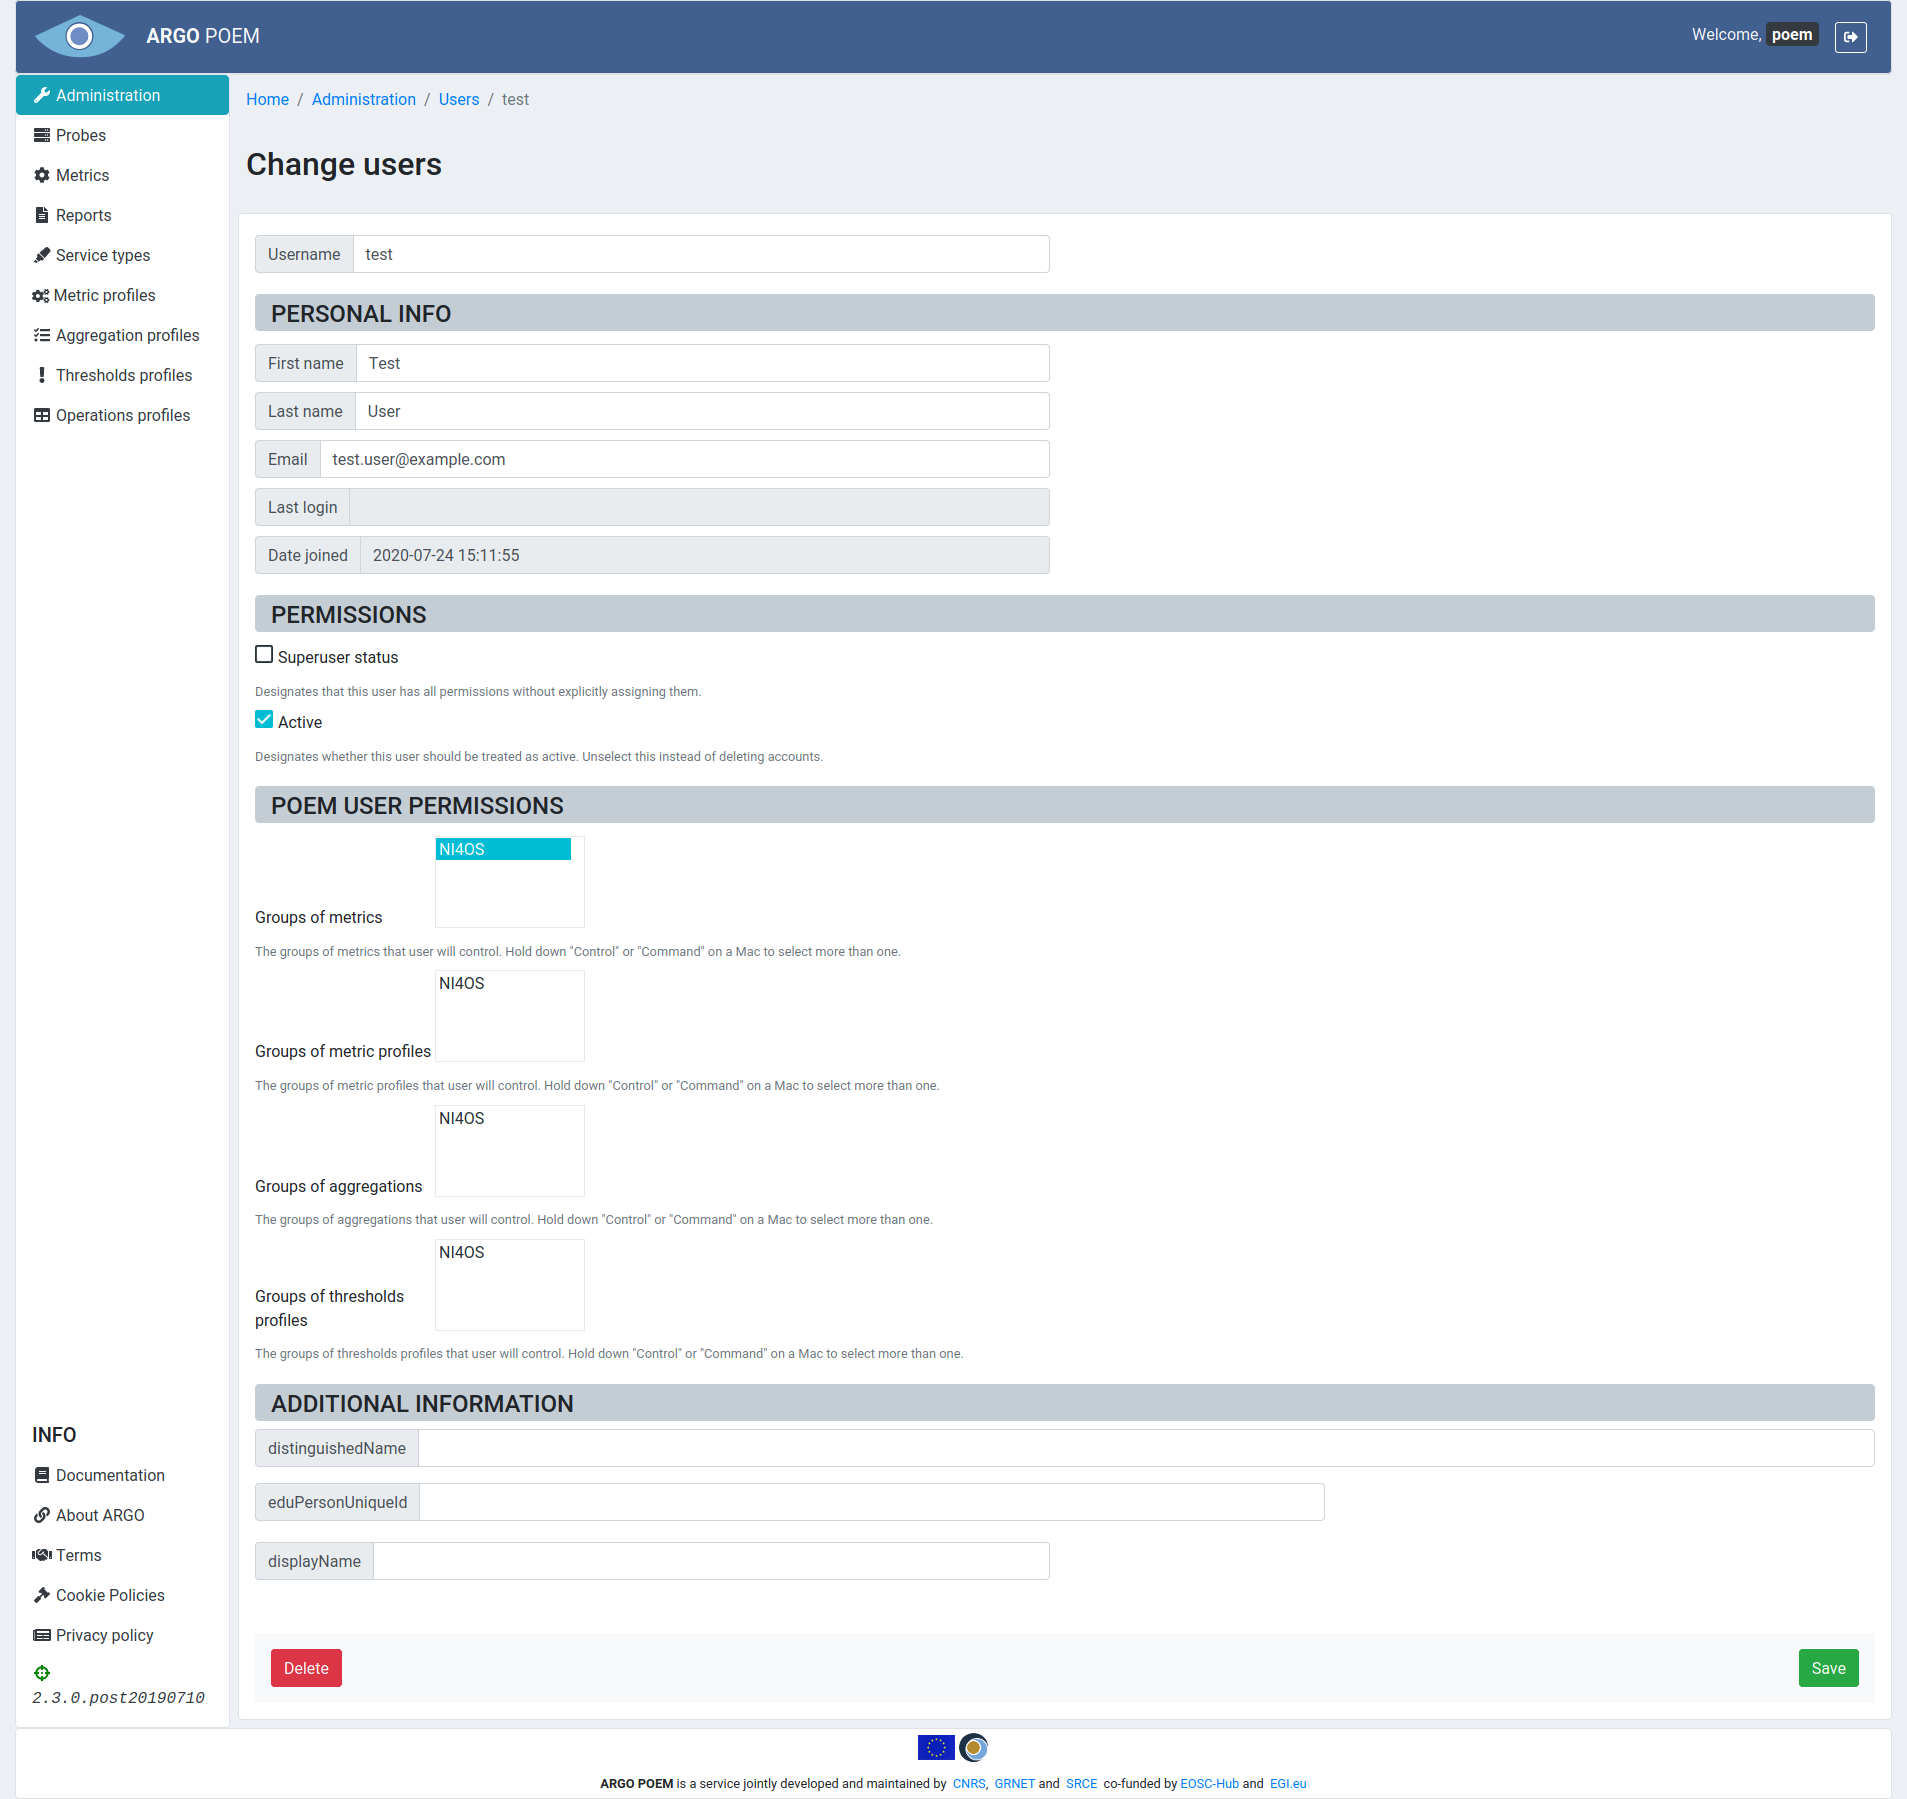 ARGO POEM
Welcome, poem
Administration
Probes
Metrics
Reports
Service types
Metric profiles
Aggregation profiles
Thresholds profiles
Operations profiles
INFO
Documentation
About ARGO
Terms
Cookie Policies
Privacy policy
2.3.0.post20190710
Home / Administration / Users / test
Change users
Username test
PERSONAL INFO
First name Test
Last name User
Email test.user@example.com
Last login
Date joined 2020-07-24 15:11:55
PERMISSIONS
Superuser status
Designates that this user has all permissions without explicitly assigning them.
Active
Designates whether this user should be treated as active. Unselect this instead of deleting accounts.
POEM USER PERMISSIONS
NI4OS
Groups of metrics
The groups of metrics that user will control. Hold down "Control" or "Command" on a Mac to select more than one.
NI4OS
Groups of metric profiles
The groups of metric profiles that user will control. Hold down "Control" or "Command" on a Mac to select more than one.
NI4OS
Groups of aggregations
The groups of aggregations that user will control. Hold down "Control" or "Command" on a Mac to select more than one.
NI4OS
Groups of thresholds
profiles
The groups of thresholds profiles that user will control. Hold down "Control" or "Command" on a Mac to select more than one.
ADDITIONAL INFORMATION
distinguishedName
eduPersonUniqueId
displayName
Delete
Save
ARGO POEM is a service jointly developed and maintained by CNRS, GRNET and SRCE co-funded by EOSC-Hub and EGI.eu